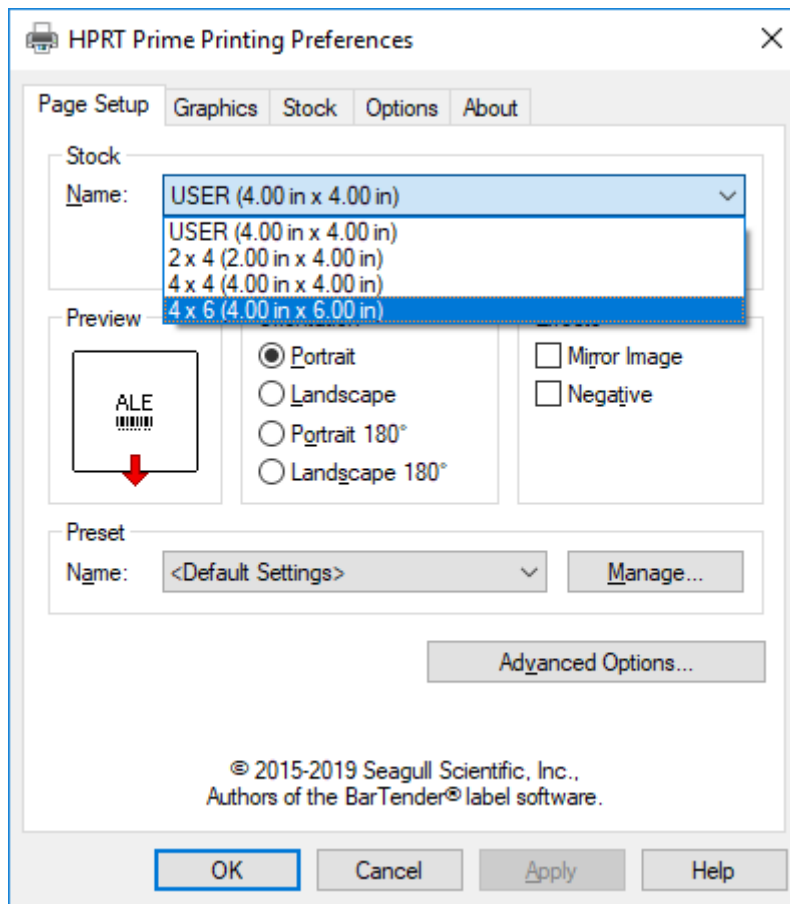 HPRT Prime Printing Preferences
Page Setup Graphics Stock Options About
Stock
Name: USER (4.00 in x 4.00 in)
USER (4.00 in x 4.00 in)
2 x 4 (2.00 in x 4.00 in)
4 x 4 (4.00 in x 4.00 in)
4 x 6 (4.00 in x 6.00 in)
Preview
ALE
Portrait
Landscape
Portrait 180°
Landscape 180°
Mirror Image
Negative
Preset
Name: <Default Settings> Manage...
Advanced Options...
© 2015-2019 Seagull Scientific, Inc.,
Authors of the BarTender® label software.
OK Cancel Apply Help